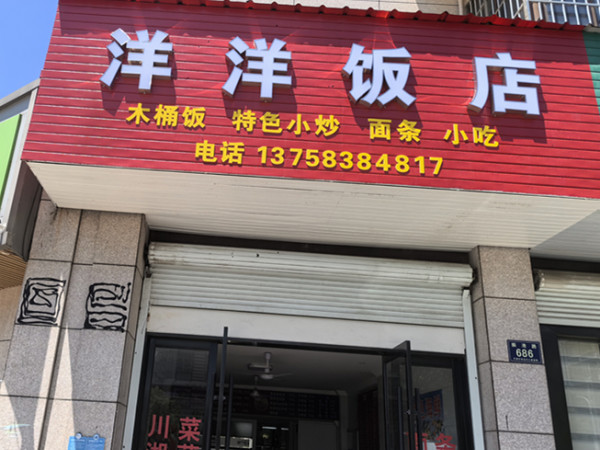 洋洋饭店
木桶饭 特色小炒 面条 小吃
电话 13758384817
686
川菜